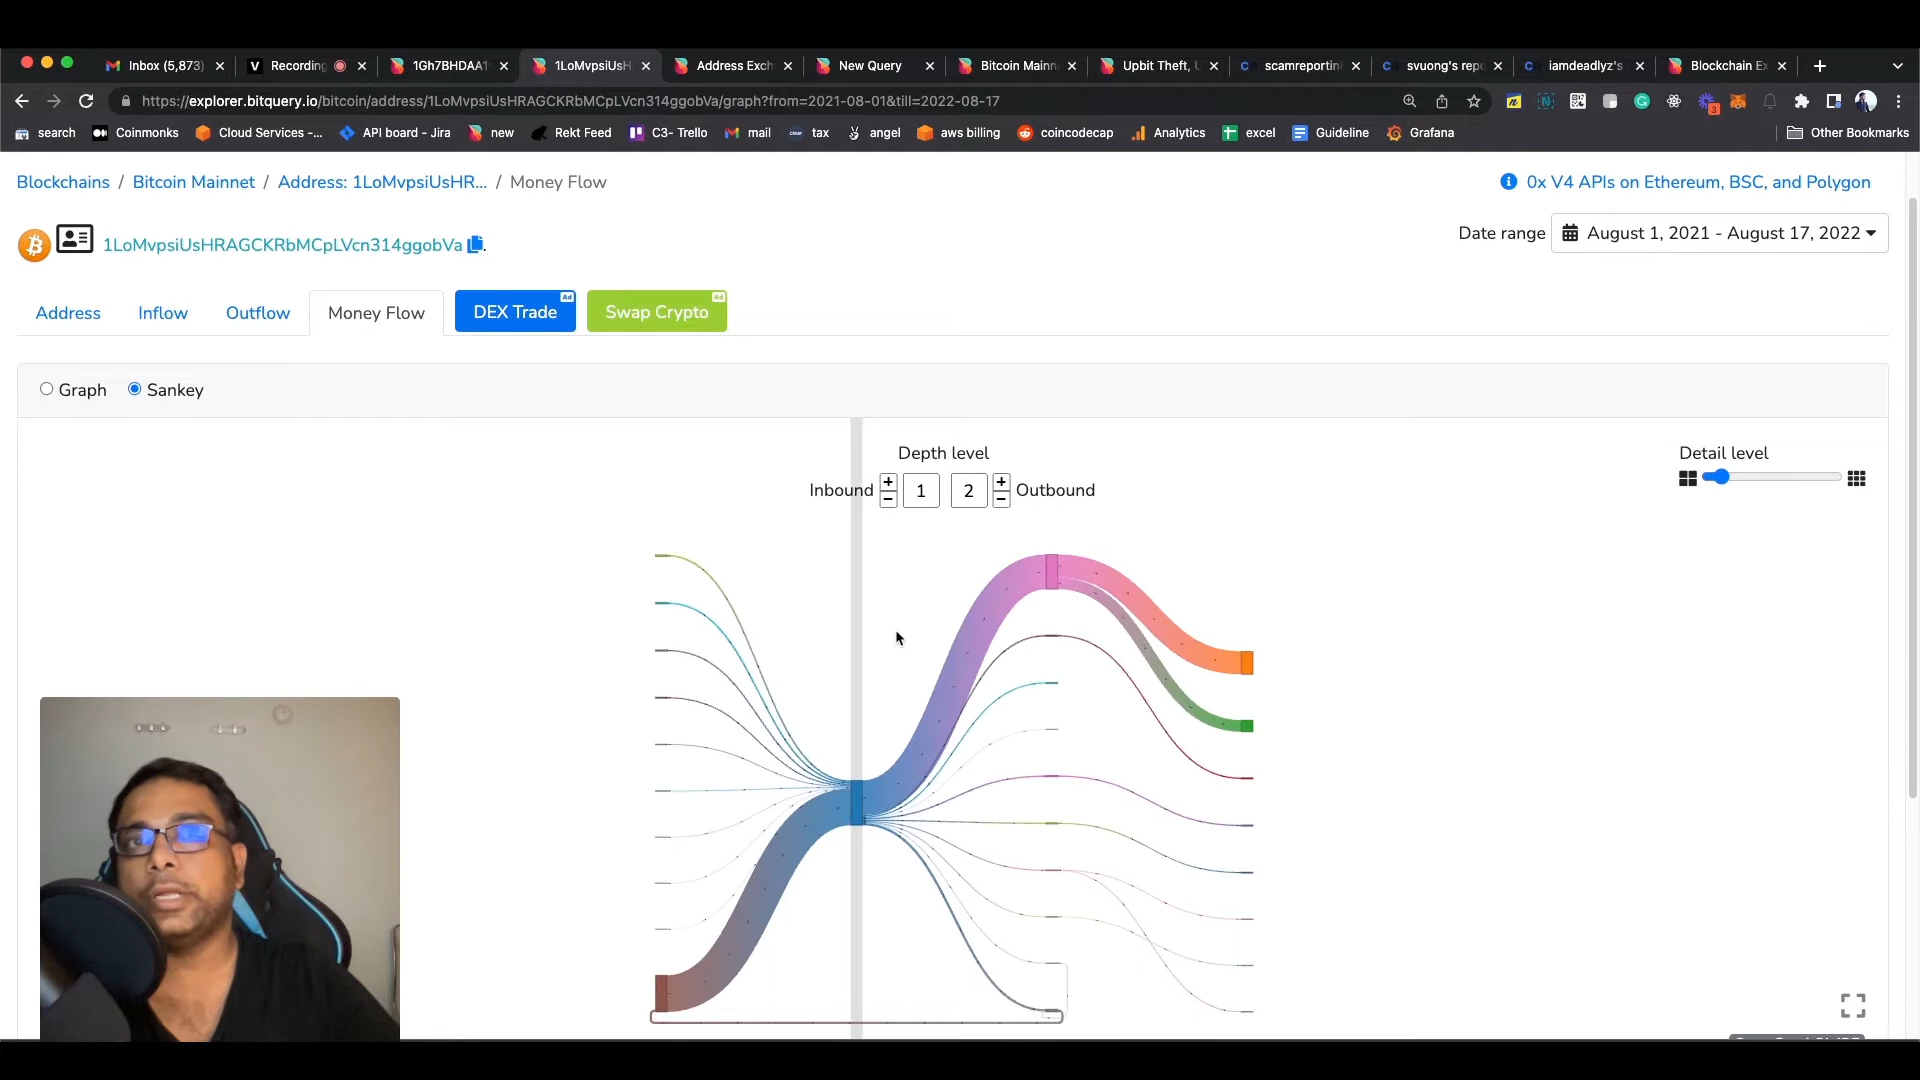 Inbox (5,873)
V Recording
1Gh7BHDAA1
1LoMvpsiUsH
Address Exch
New Query
Bitcoin Mainn
Upbit Theft, U
scamreportin
svuong's repo
iamdeadlyz's
Blockchain Ex
https://explorer.bitquery.io/bitcoin/address/1LoMvpsiUsHRAGCKRbMCpLVcn314ggobVa/graph?from=2021-08-01&till=2022-08-17
3
search Coinmonks Cloud Services -... API board - Jira new Rekt Feed C3- Trello mail tax angel aws billing coincodecap Analytics excel Guideline Grafana Other Bookmarks
Blockchains / Bitcoin Mainnet / Address: 1LoMvpsiUsHR... / Money Flow
0x V4 APIs on Ethereum, BSC, and Polygon
1LoMvpsiUsHRAGCKRbMCpLVcn314ggobVa .
Date range August 1, 2021 - August 17, 2022
Address Inflow Outflow Money Flow DEX Trade Ad Swap Crypto Ad
Graph Sankey
Depth level
Inbound + - 1 2 + - Outbound
Detail level